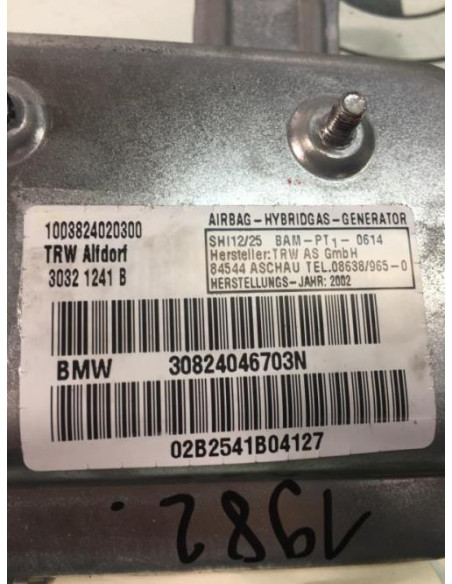 1003824020300
TRW Alfdorf
3032 1241 B
AIRBAG-HYBRIDGAS-GENERATOR
SHI12/25 BAM-PT1- 0614
Hersteller:TRW AS GmbH
84544 ASCHAU TEL.08638/965-0
HERSTELLUNGS-JAHR: 2002
BMW 30824046703N
02B2541B04127
1982.